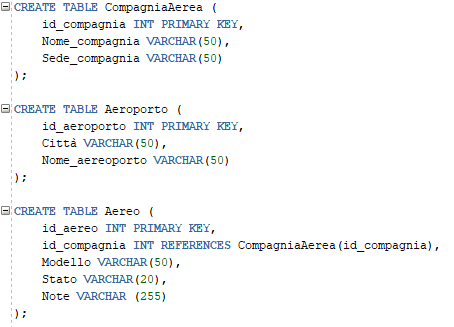 CREATE TABLE CompagniaAerea (
id_compagnia INT PRIMARY KEY,
Nome_compagnia VARCHAR(50),
Sede_compagnia VARCHAR(50)
);
CREATE TABLE Aeroporto (
id_aeroporto INT PRIMARY KEY,
Città VARCHAR(50),
Nome_aereoporto VARCHAR(50)
);
CREATE TABLE Aereo (
id_aereo INT PRIMARY KEY,
id_compagnia INT REFERENCES CompagniaAerea(id_compagnia),
Modello VARCHAR(50),
Stato VARCHAR(20),
Note VARCHAR (255)
);